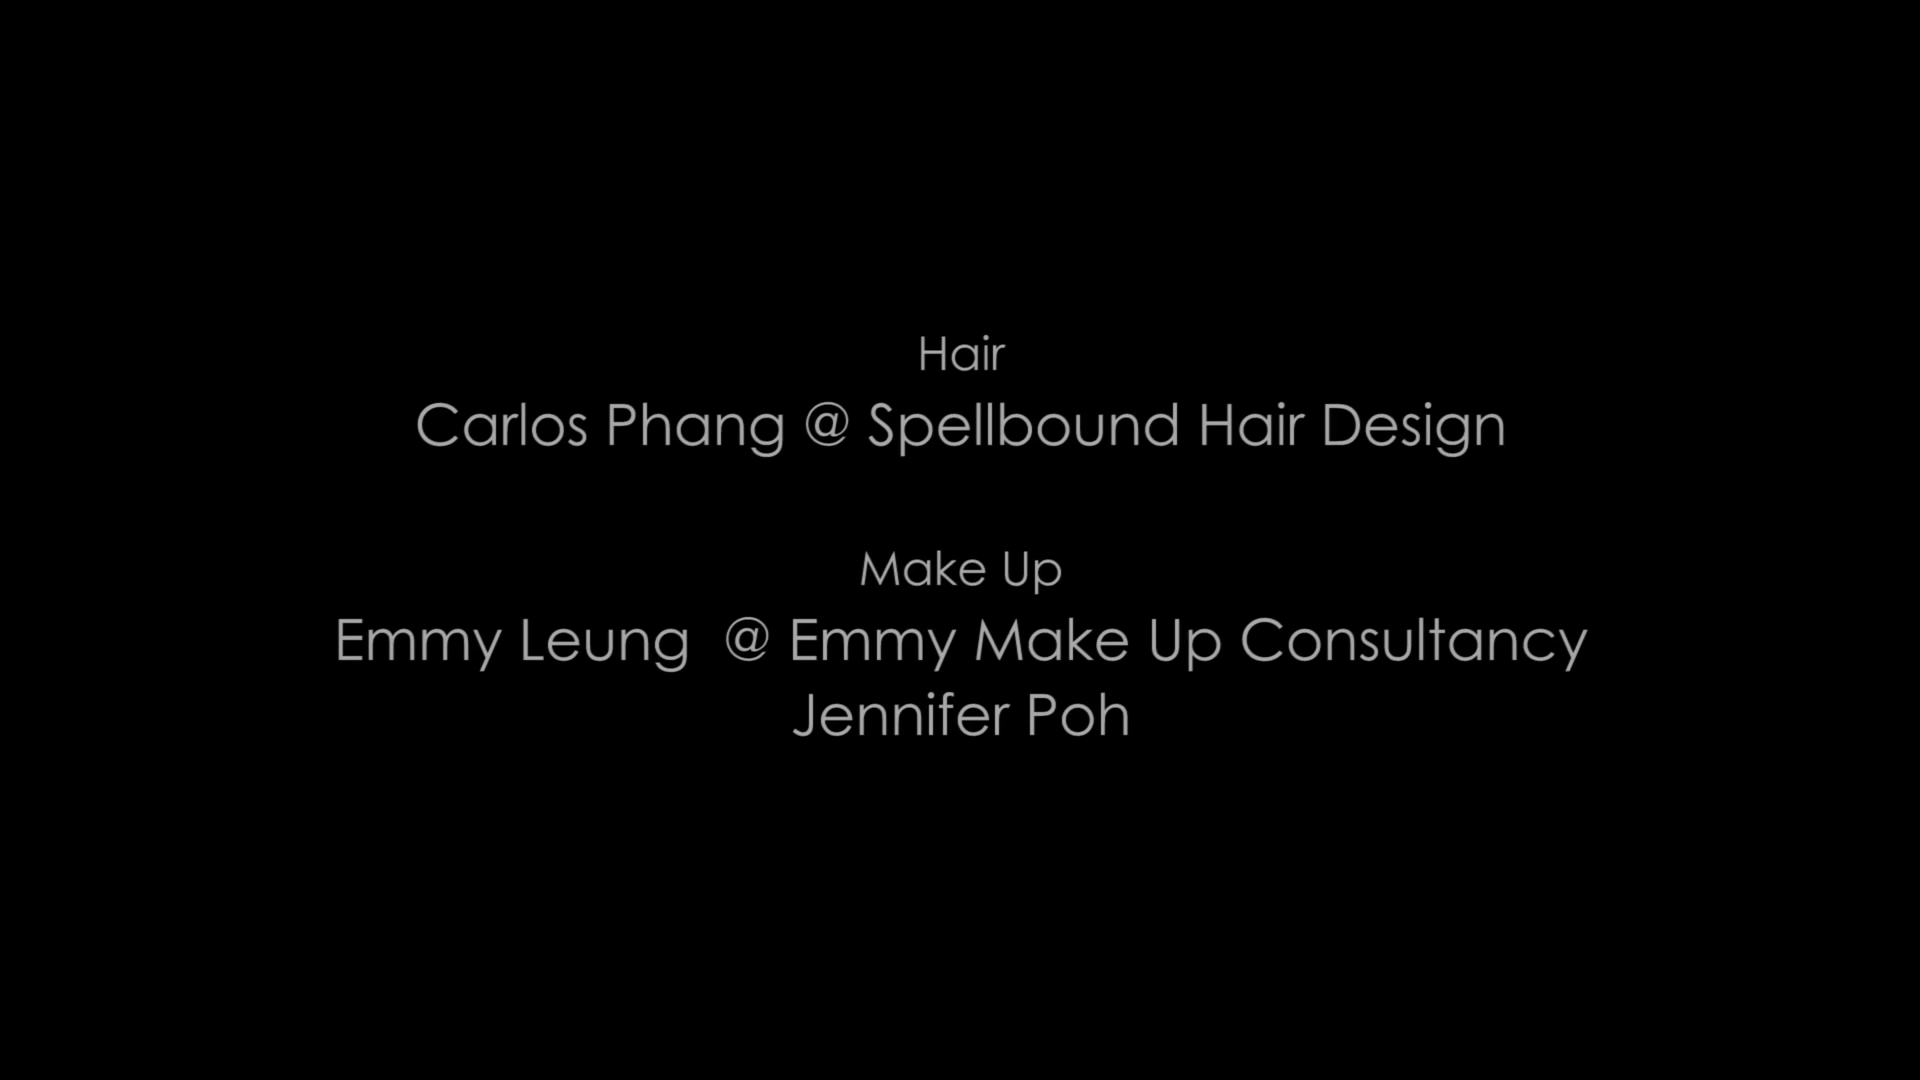 Hair
Carlos Phang @ Spellbound Hair Design
Make Up
Emmy Leung  @ Emmy Make Up Consultancy
Jennifer Poh